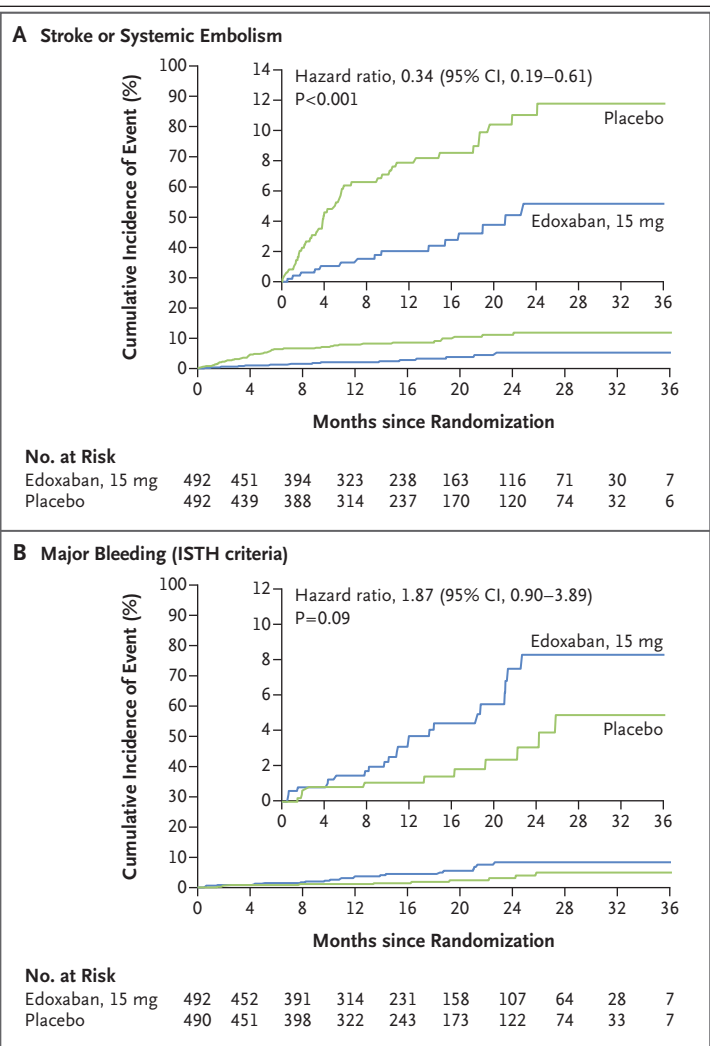 A Stroke or Systemic Embolism
Cumulative Incidence of Event (%)
100
90
80
70
60
50
40
30
20
10
0
14
12
10
8
6
4
2
0
Hazard ratio, 0.34 (95% CI, 0.19–0.61)
P<0.001
Placebo
Edoxaban, 15 mg
0 4 8 12 16 20 24 28 32 36
0 4 8 12 16 20 24 28 32 36
Months since Randomization
No. at Risk
Edoxaban, 15 mg 492 451 394 323 238 163 116 71 30 7
Placebo 492 439 388 314 237 170 120 74 32 6
B Major Bleeding (ISTH criteria)
Cumulative Incidence of Event (%)
100
90
80
70
60
50
40
30
20
10
0
12
10
8
6
4
2
0
Hazard ratio, 1.87 (95% CI, 0.90–3.89)
P=0.09
Edoxaban, 15 mg
Placebo
0 4 8 12 16 20 24 28 32 36
0 4 8 12 16 20 24 28 32 36
Months since Randomization
No. at Risk
Edoxaban, 15 mg 492 452 391 314 231 158 107 64 28 7
Placebo 490 451 398 322 243 173 122 74 33 7